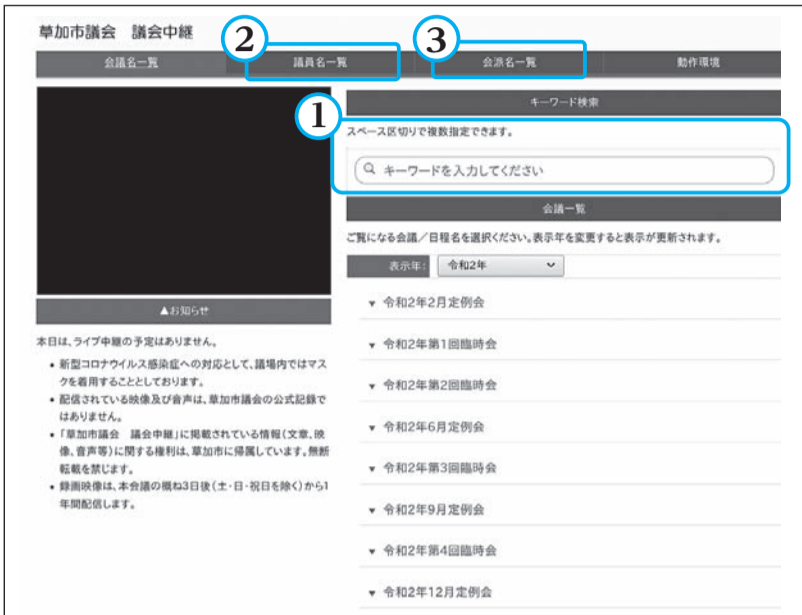 草加市議会　議会中継
会議名一覧
② 議員名一覧
③ 会派名一覧
動作環境
①
キーワード検索
スペース区切りで複数指定できます。
キーワードを入力してください
会議一覧
ご覧になる会議／日程名を選択ください。表示年を変更すると表示が更新されます。
表示年: 令和2年
▼ 令和2年2月定例会
▼ 令和2年第1回臨時会
▼ 令和2年第2回臨時会
▼ 令和2年6月定例会
▼ 令和2年第3回臨時会
▼ 令和2年9月定例会
▼ 令和2年第4回臨時会
▼ 令和2年12月定例会
▲お知らせ
本日は、ライブ中継の予定はありません。
• 新型コロナウイルス感染症への対応として、議場内ではマス
クを着用することとしております。
• 配信されている映像及び音声は、草加市議会の公式記録で
はありません。
• 「草加市議会　議会中継」に掲載されている情報（文章、映
像、音声等）に関する権利は、草加市に帰属しています。無断
転載を禁じます。
• 録画映像は、本会議の概ね3日後（土・日・祝日を除く）から1
年間配信します。